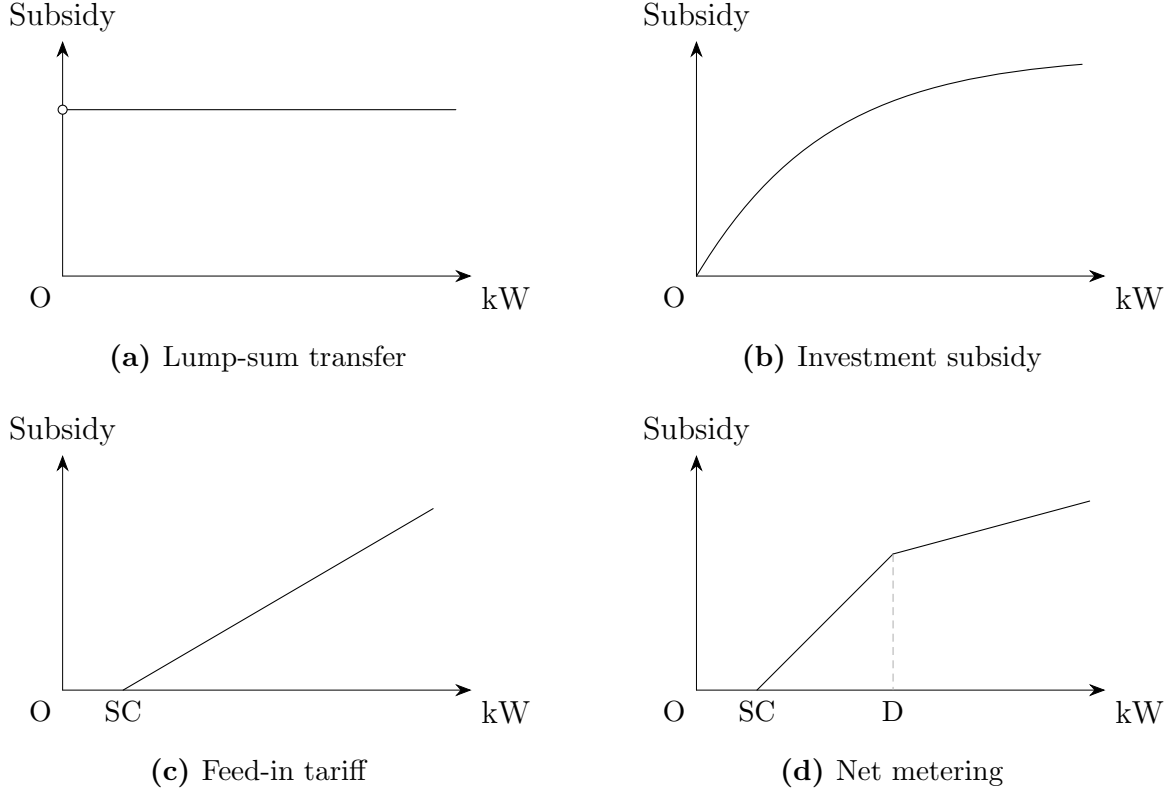 Subsidy
O
kW
(a) Lump-sum transfer
Subsidy
O
kW
(b) Investment subsidy
Subsidy
O
SC
kW
(c) Feed-in tariff
Subsidy
O
SC
D
kW
(d) Net metering